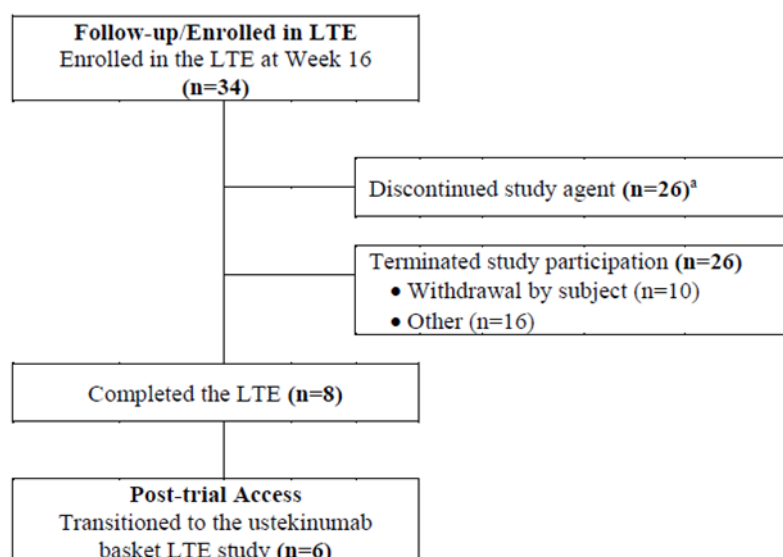 Follow-up/Enrolled in LTE
Enrolled in the LTE at Week 16
(n=34)
Discontinued study agent (n=26)ᵃ
Terminated study participation (n=26)
• Withdrawal by subject (n=10)
• Other (n=16)
Completed the LTE (n=8)
Post-trial Access
Transitioned to the ustekinumab
basket LTE study (n=6)